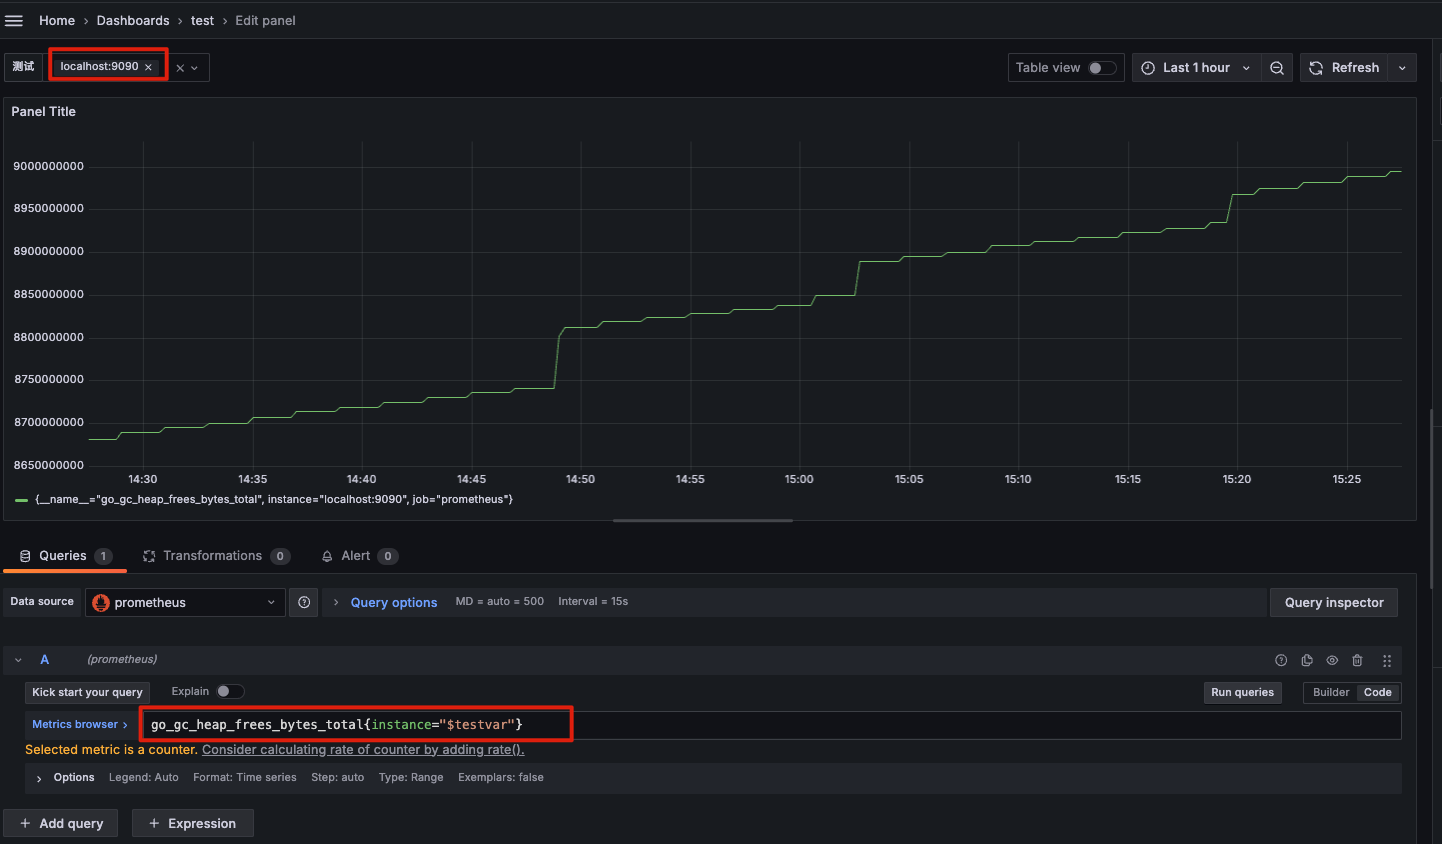 Home › Dashboards › test › Edit panel
测试 localhost:9090 × × Table view Last 1 hour Refresh
Panel Title
9000000000
8950000000
8900000000
8850000000
8800000000
8750000000
8700000000
8650000000
14:30 14:35 14:40 14:45 14:50 14:55 15:00 15:05 15:10 15:15 15:20 15:25
{__name__="go_gc_heap_frees_bytes_total", instance="localhost:9090", job="prometheus"}
Queries 1 Transformations 0 Alert 0
Data source prometheus › Query options MD = auto = 500 Interval = 15s Query inspector
A (prometheus)
Kick start your query Explain Run queries Builder Code
Metrics browser › go_gc_heap_frees_bytes_total{instance="$testvar"}
Selected metric is a counter. Consider calculating rate of counter by adding rate().
› Options Legend: Auto Format: Time series Step: auto Type: Range Exemplars: false
+ Add query + Expression